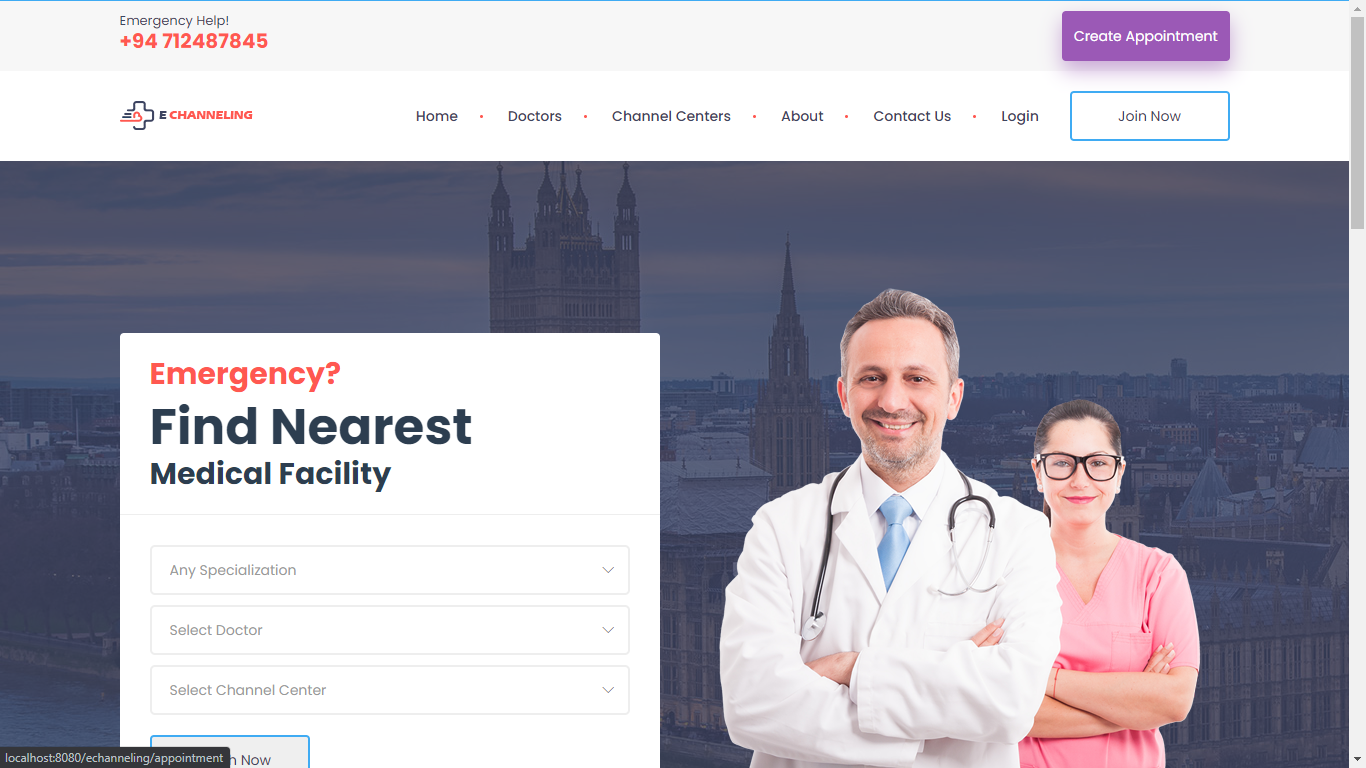 Emergency Help!
+94 712487845
Create Appointment
E CHANNELING
Home
Doctors
Channel Centers
About
Contact Us
Login
Join Now
Emergency?
Find Nearest
Medical Facility
Any Specialization
Select Doctor
Select Channel Center
Now
localhost:8080/echanneling/appointment